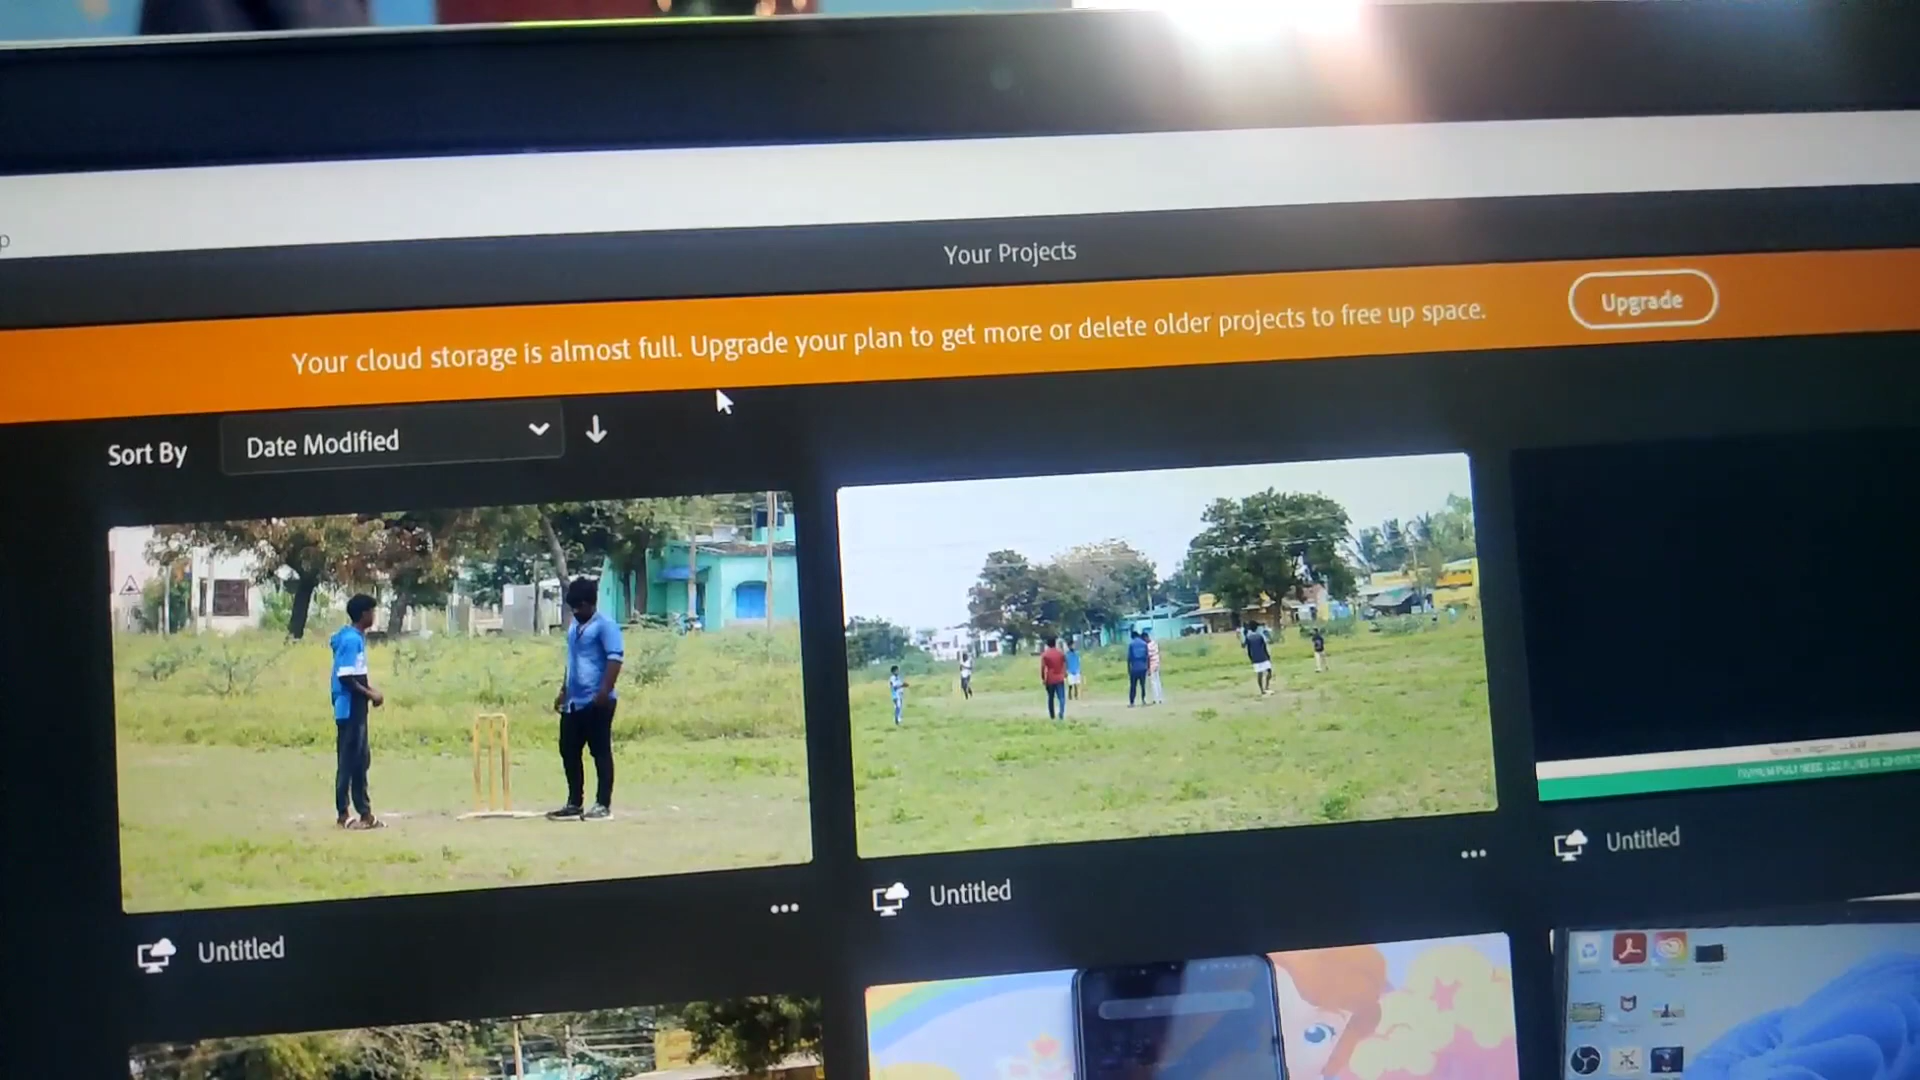 p
Your Projects
Your cloud storage is almost full. Upgrade your plan to get more or delete older projects to free up space.
Upgrade
Sort By
Date Modified
Untitled
Untitled
Untitled